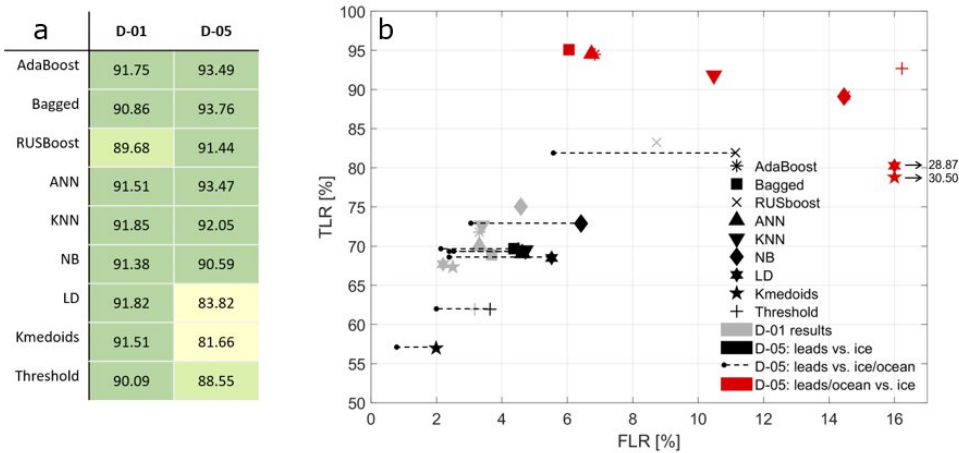 a
D-01 D-05
AdaBoost 91.75 93.49
Bagged 90.86 93.76
RUSBoost 89.68 91.44
ANN 91.51 93.47
KNN 91.85 92.05
NB 91.38 90.59
LD 91.82 83.82
Kmedoids 91.51 81.66
Threshold 90.09 88.55
b
TLR [%]
100
95
90
85
80
75
70
65
60
55
50
28.87
30.50
AdaBoost
Bagged
RUSboost
ANN
KNN
NB
LD
Kmedoids
Threshold
D-01 results
D-05: leads vs. ice
D-05: leads vs. ice/ocean
D-05: leads/ocean vs. ice
0 2 4 6 8 10 12 14 16
FLR [%]